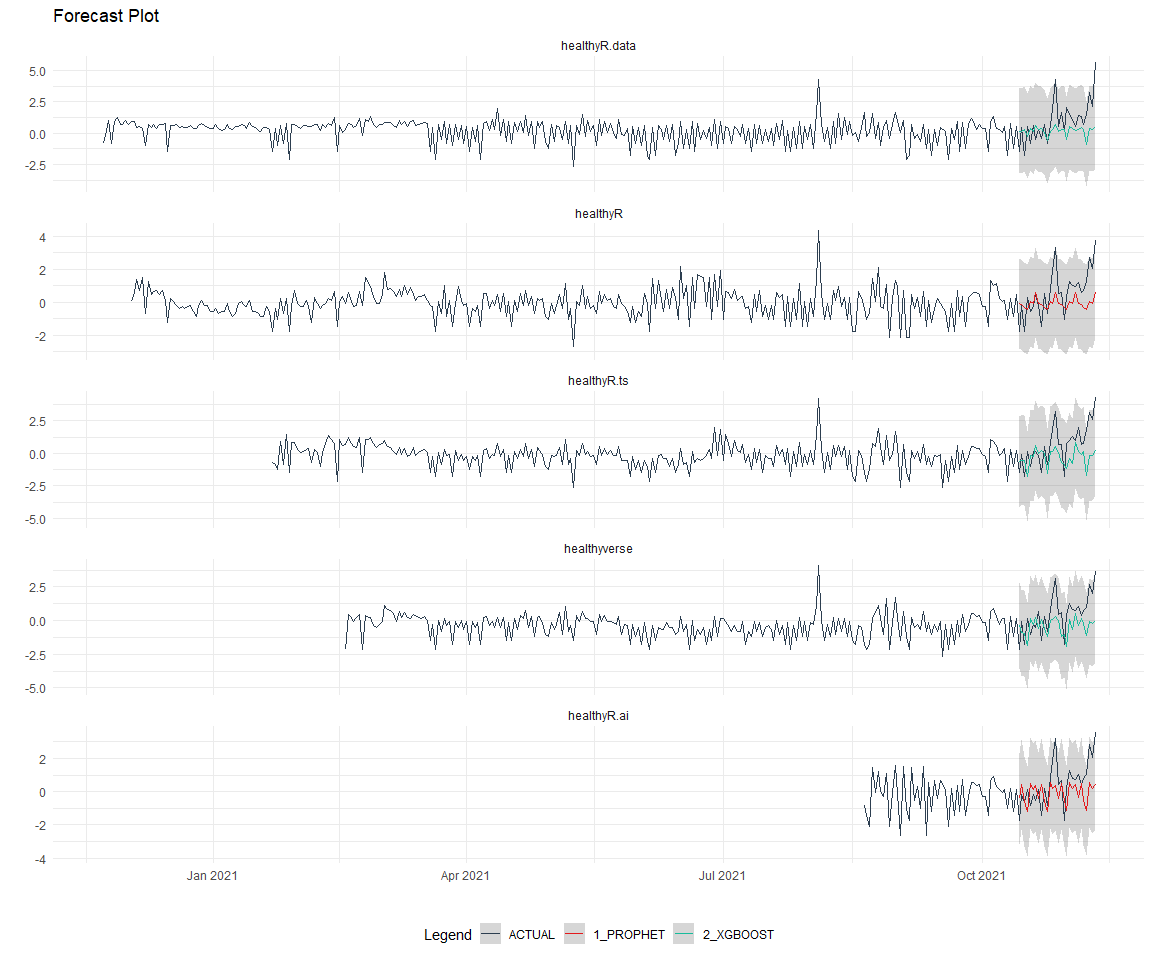 Forecast Plot
healthyR.data
5.0
2.5
0.0
-2.5
healthyR
4
2
0
-2
healthyR.ts
2.5
0.0
-2.5
-5.0
healthyverse
2.5
0.0
-2.5
-5.0
healthyR.ai
2
0
-2
-4
Jan 2021 Apr 2021 Jul 2021 Oct 2021
Legend ACTUAL 1_PROPHET 2_XGBOOST